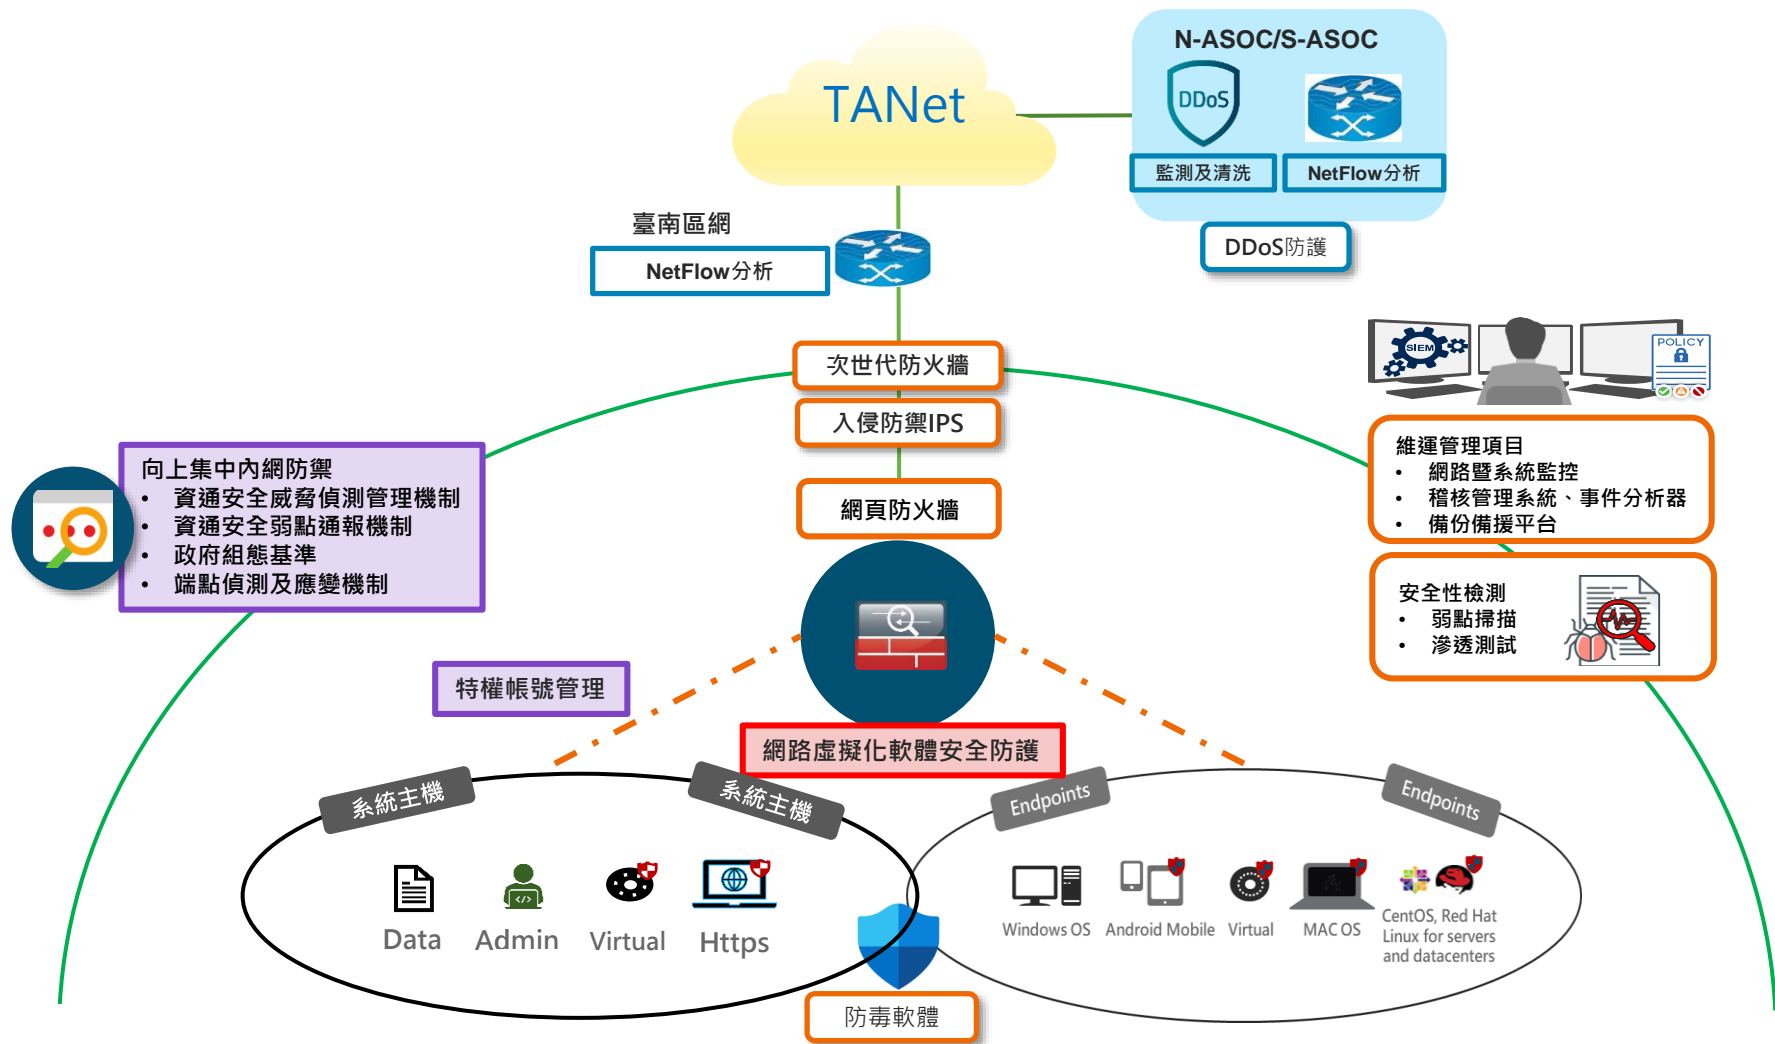 N-ASOC/S-ASOC
DDoS
監測及清洗
NetFlow分析
DDoS防護
TANet
臺南區網
NetFlow分析
次世代防火牆
入侵防禦IPS
網頁防火牆
向上集中內網防禦
• 資通安全威脅偵測管理機制
• 資通安全弱點通報機制
• 政府組態基準
• 端點偵測及應變機制
SIEM
POLICY
維運管理項目
• 網路暨系統監控
• 稽核管理系統、事件分析器
• 備份備援平台
安全性檢測
• 弱點掃描
• 滲透測試
特權帳號管理
網路虛擬化軟體安全防護
系統主機
系統主機
Endpoints
Endpoints
Data
Admin
Virtual
Https
Windows OS
Android Mobile
Virtual
MAC OS
CentOS, Red Hat
Linux for servers
and datacenters
防毒軟體